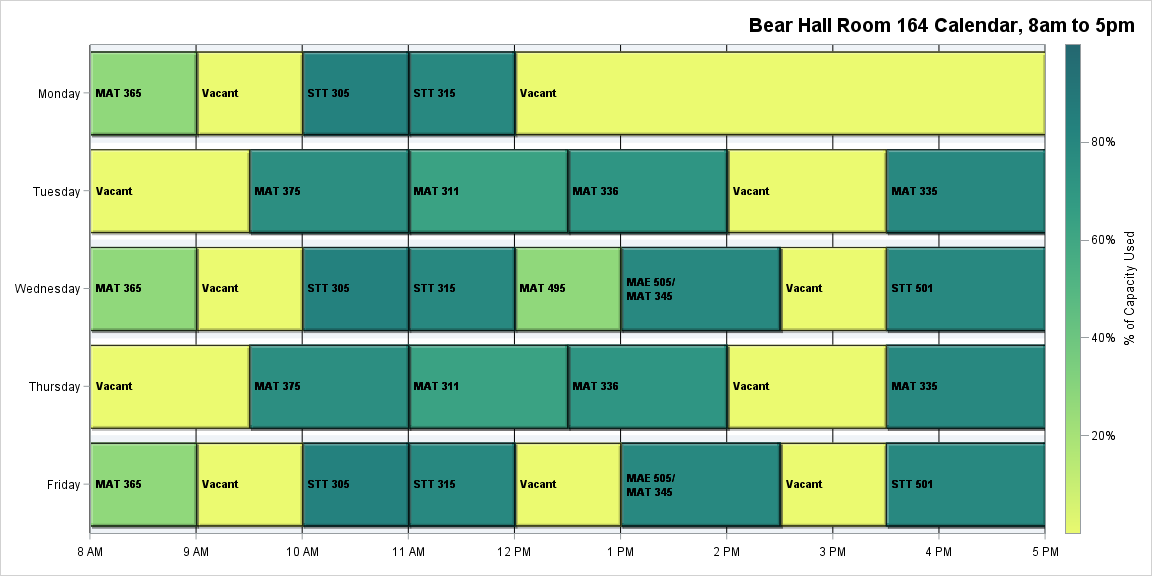 Bear Hall Room 164 Calendar, 8am to 5pm
Monday
MAT 365
Vacant
STT 305
STT 315
Vacant
Tuesday
Vacant
MAT 375
MAT 311
MAT 336
Vacant
MAT 335
Wednesday
MAT 365
Vacant
STT 305
STT 315
MAT 495
MAE 505/
MAT 345
Vacant
STT 501
Thursday
Vacant
MAT 375
MAT 311
MAT 336
Vacant
MAT 335
Friday
MAT 365
Vacant
STT 305
STT 315
Vacant
MAE 505/
MAT 345
Vacant
STT 501
8 AM
9 AM
10 AM
11 AM
12 PM
1 PM
2 PM
3 PM
4 PM
5 PM
80%
60%
40%
20%
% of Capacity Used